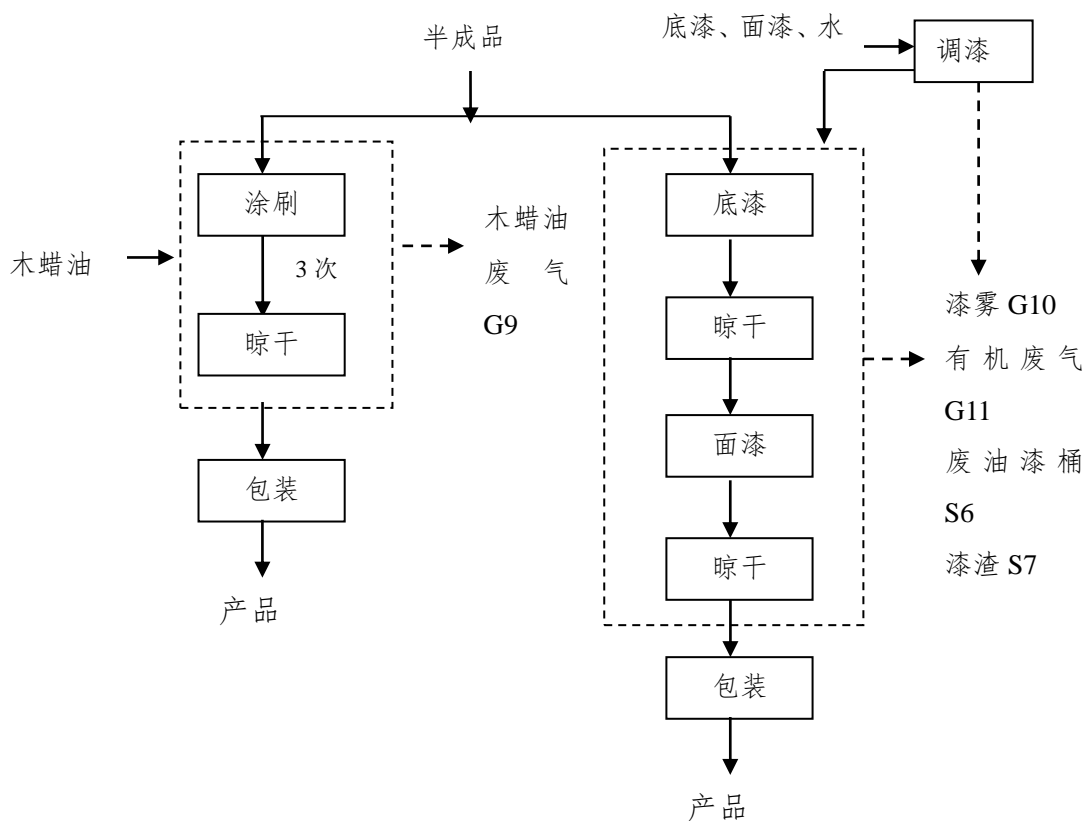 半成品
底漆、面漆、水
调漆
涂刷
木蜡油
3 次
晾干
木蜡油
废 气
G9
包装
产品
底漆
晾干
面漆
晾干
漆雾 G10
有机废气
G11
废油漆桶
S6
漆渣 S7
包装
产品